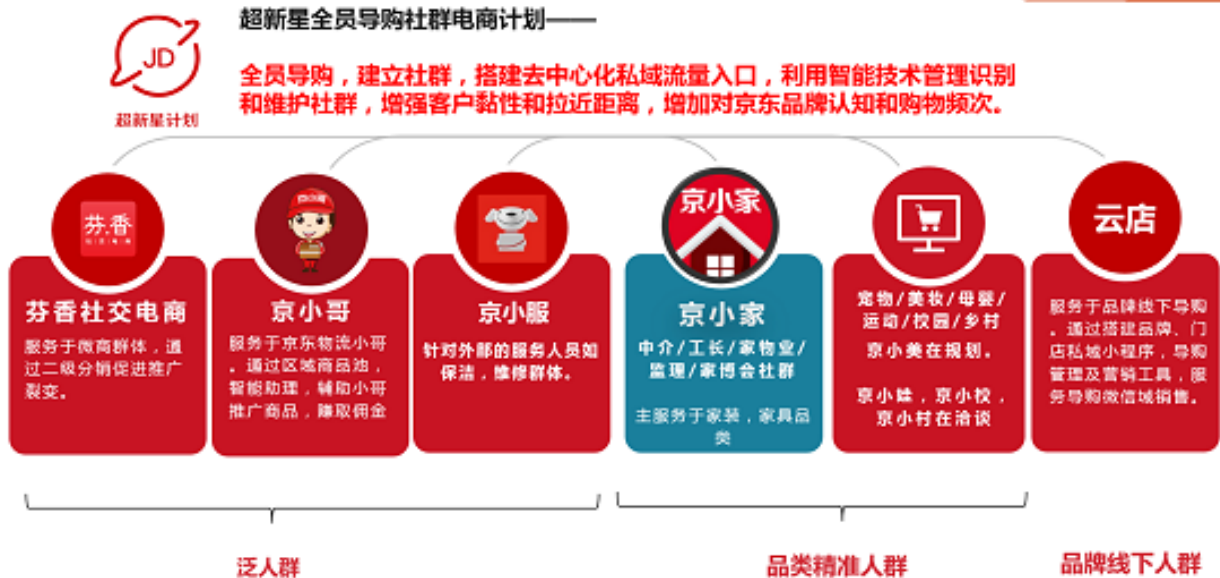 超新星全员导购社群电商计划——
JD
超新星计划
全员导购，建立社群，搭建去中心化私域流量入口，利用智能技术管理识别
和维护社群，增强客户黏性和拉近距离，增加对京东品牌认知和购物频次。
芬香
社交电商
芬香社交电商
服务于微商群体，通
过二级分销促进推广
裂变。
京小哥
京小哥
服务于京东物流小哥
。通过区域商品池，
智能助理，辅助小哥
推广商品，赚取佣金
京小服
针对外部的服务人员如
保洁，维修群体。
京小家
京小家
中介/工长/家物业/
监理/家博会社群
主服务于家装，家具品
类
宠物/美妆/母婴/
运动/校园/乡村
京小美在规划。
京小娃，京小校，
京小村在洽谈
云店
服务于品牌线下导购
。通过搭建品牌、门
店私域小程序，导购
管理及营销工具，服
务导购微信域销售。
泛人群
品类精准人群
品牌线下人群